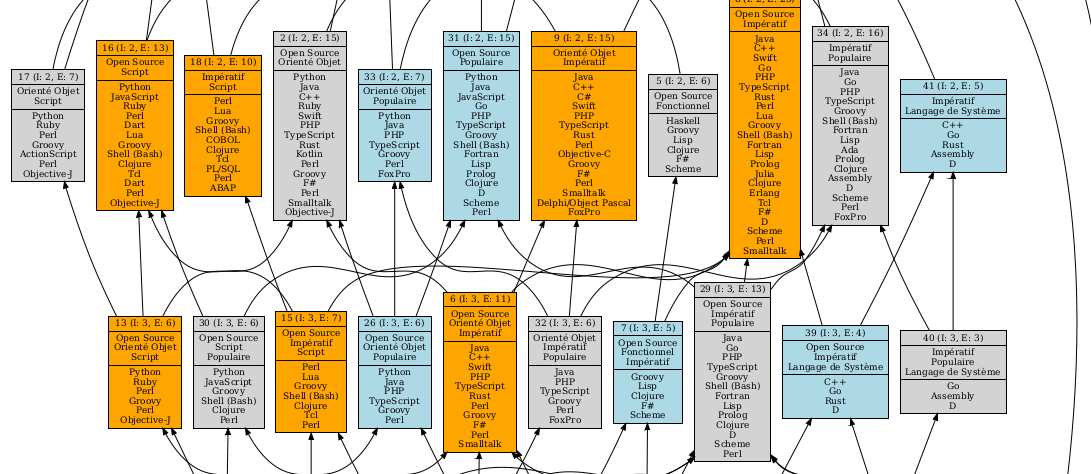 17 (I: 2, E: 7)
Orienté Objet
Script
Python
Ruby
Perl
Groovy
ActionScript
Perl
Objective-J
16 (I: 2, E: 13)
Open Source
Script
Python
JavaScript
Ruby
Perl
Dart
Lua
Groovy
Shell (Bash)
Clojure
Tcl
Dart
Perl
Objective-J
18 (I: 2, E: 10)
Impératif
Script
Perl
Lua
Groovy
Shell (Bash)
COBOL
Clojure
Tcl
PL/SQL
Perl
ABAP
2 (I: 2, E: 15)
Open Source
Orienté Objet
Python
Java
C++
Ruby
Swift
PHP
TypeScript
Rust
Kotlin
Perl
Groovy
F#
Perl
Smalltalk
Objective-J
33 (I: 2, E: 7)
Orienté Objet
Populaire
Python
Java
PHP
TypeScript
Groovy
Perl
FoxPro
31 (I: 2, E: 15)
Open Source
Populaire
Python
Java
JavaScript
Go
PHP
TypeScript
Groovy
Shell (Bash)
Fortran
Lisp
Prolog
Clojure
D
Scheme
Perl
9 (I: 2, E: 15)
Orienté Objet
Impératif
Java
C++
C#
Swift
PHP
TypeScript
Rust
Perl
Objective-C
Groovy
F#
Perl
Smalltalk
Delphi/Object Pascal
FoxPro
5 (I: 2, E: 6)
Open Source
Fonctionnel
Haskell
Groovy
Lisp
Clojure
F#
Scheme
Open Source
Impératif
Java
C++
Swift
Go
PHP
TypeScript
Rust
Perl
Lua
Groovy
Shell (Bash)
Fortran
Lisp
Prolog
Julia
Clojure
Erlang
Tcl
F#
D
Scheme
Perl
Smalltalk
34 (I: 2, E: 16)
Impératif
Populaire
Java
Go
PHP
TypeScript
Groovy
Shell (Bash)
Fortran
Lisp
Ada
Prolog
Clojure
Assembly
D
Scheme
Perl
FoxPro
41 (I: 2, E: 5)
Impératif
Langage de Système
C++
Go
Rust
Assembly
D
13 (I: 3, E: 6)
Open Source
Orienté Objet
Script
Python
Ruby
Perl
Groovy
Perl
Objective-J
30 (I: 3, E: 6)
Open Source
Script
Populaire
Python
JavaScript
Groovy
Shell (Bash)
Clojure
Perl
15 (I: 3, E: 7)
Open Source
Impératif
Script
Perl
Lua
Groovy
Shell (Bash)
Clojure
Tcl
Perl
26 (I: 3, E: 6)
Open Source
Orienté Objet
Populaire
Python
Java
PHP
TypeScript
Groovy
Perl
6 (I: 3, E: 11)
Open Source
Orienté Objet
Impératif
Java
C++
Swift
PHP
TypeScript
Rust
Perl
Groovy
F#
Perl
Smalltalk
32 (I: 3, E: 6)
Orienté Objet
Impératif
Populaire
Java
PHP
TypeScript
Groovy
Perl
FoxPro
7 (I: 3, E: 5)
Open Source
Fonctionnel
Impératif
Groovy
Lisp
Clojure
F#
Scheme
29 (I: 3, E: 13)
Open Source
Impératif
Populaire
Java
Go
PHP
TypeScript
Groovy
Shell (Bash)
Fortran
Lisp
Prolog
Clojure
D
Scheme
Perl
39 (I: 3, E: 4)
Open Source
Impératif
Langage de Système
C++
Go
Rust
D
40 (I: 3, E: 3)
Impératif
Populaire
Langage de Système
Go
Assembly
D